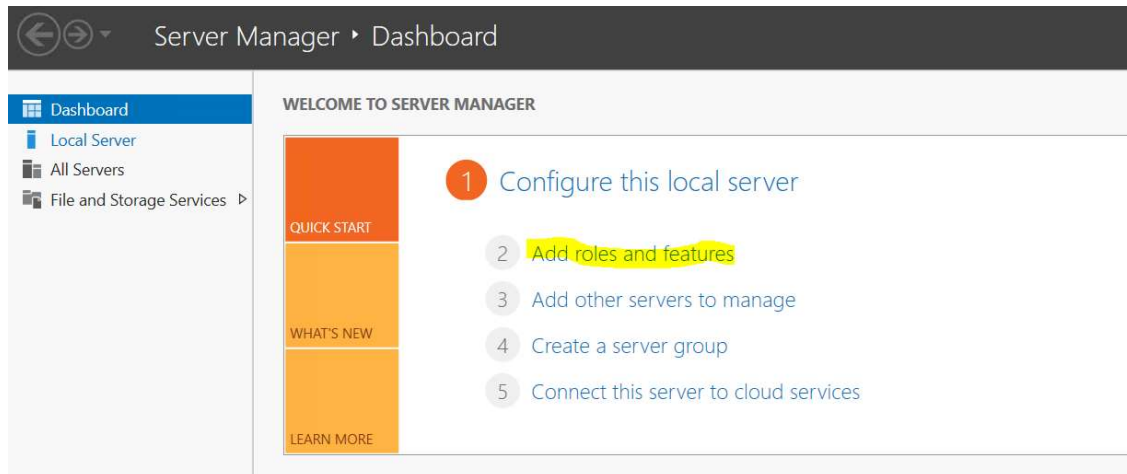 Server Manager ‣ Dashboard
Dashboard
Local Server
All Servers
File and Storage Services
WELCOME TO SERVER MANAGER
QUICK START
WHAT'S NEW
LEARN MORE
1 Configure this local server
2 Add roles and features
3 Add other servers to manage
4 Create a server group
5 Connect this server to cloud services